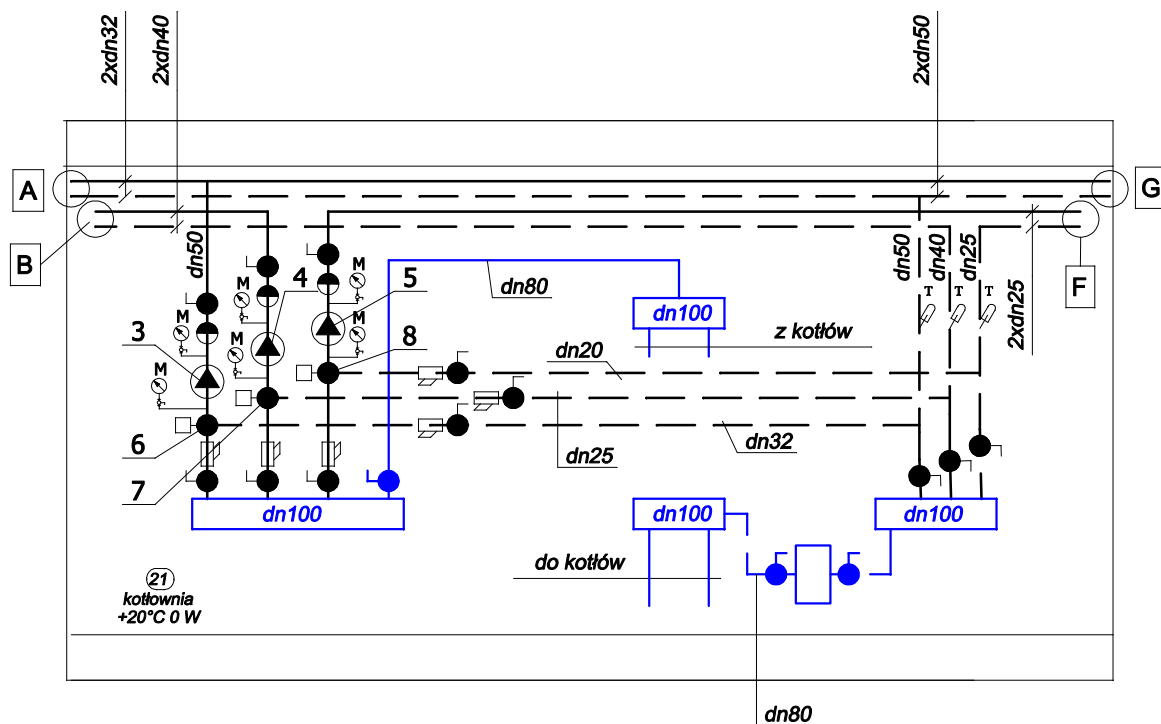 2xdn32
2xdn40
2xdn50
A
G
B
F
dn50
M
4
M
5
dn80
dn100
z kotłów
dn50
dn40
dn25
T
T
T
2xdn25
M
M
M
8
dn20
3
M
6
dn32
dn25
7
dn100
dn100
dn100
do kotłów
21
kotłownia
+20°C 0 W
dn80